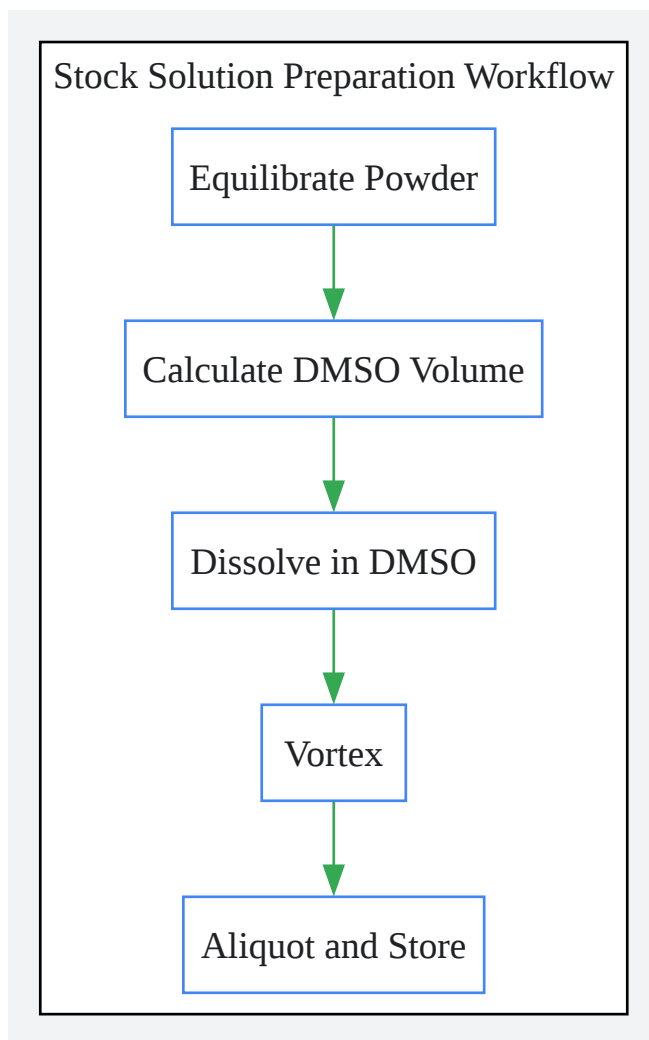 Stock Solution Preparation Workflow
Equilibrate Powder
Calculate DMSO Volume
Dissolve in DMSO
Vortex
Aliquot and Store